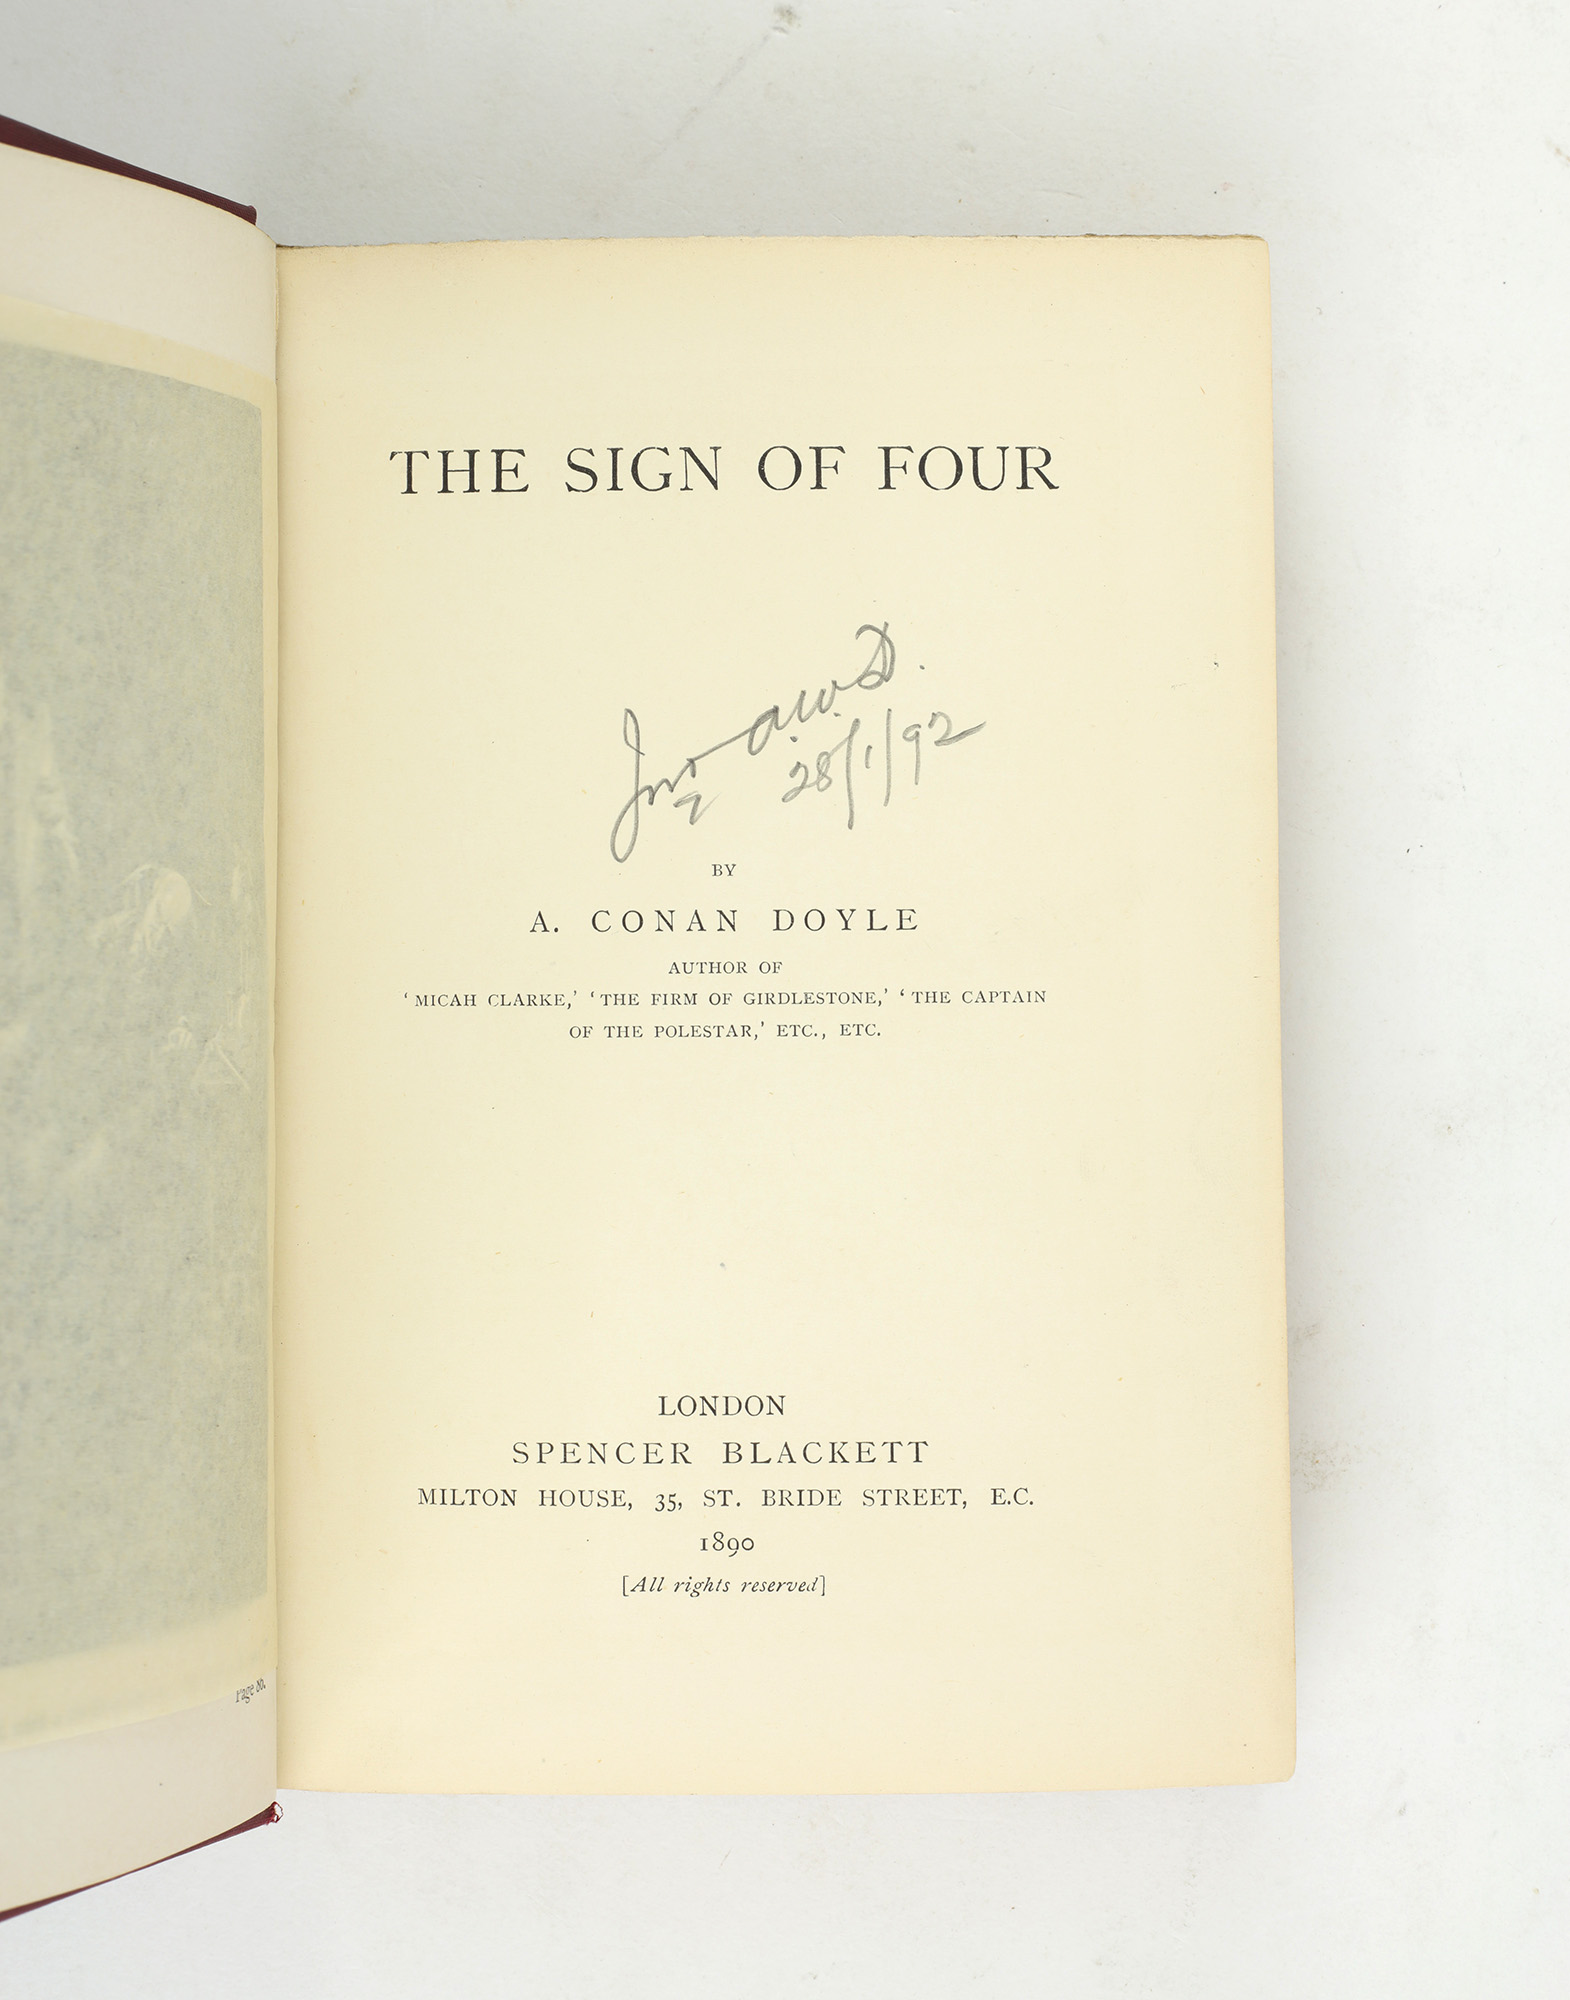 THE SIGN OF FOUR
28/1/92
BY
A. CONAN DOYLE
AUTHOR OF
‘MICAH CLARKE,’ ‘THE FIRM OF GIRDLESTONE,’ ‘THE CAPTAIN
OF THE POLESTAR,’ ETC., ETC.
LONDON
SPENCER BLACKETT
MILTON HOUSE, 35, ST. BRIDE STREET, E.C.
1890
[All rights reserved]
Page 80.